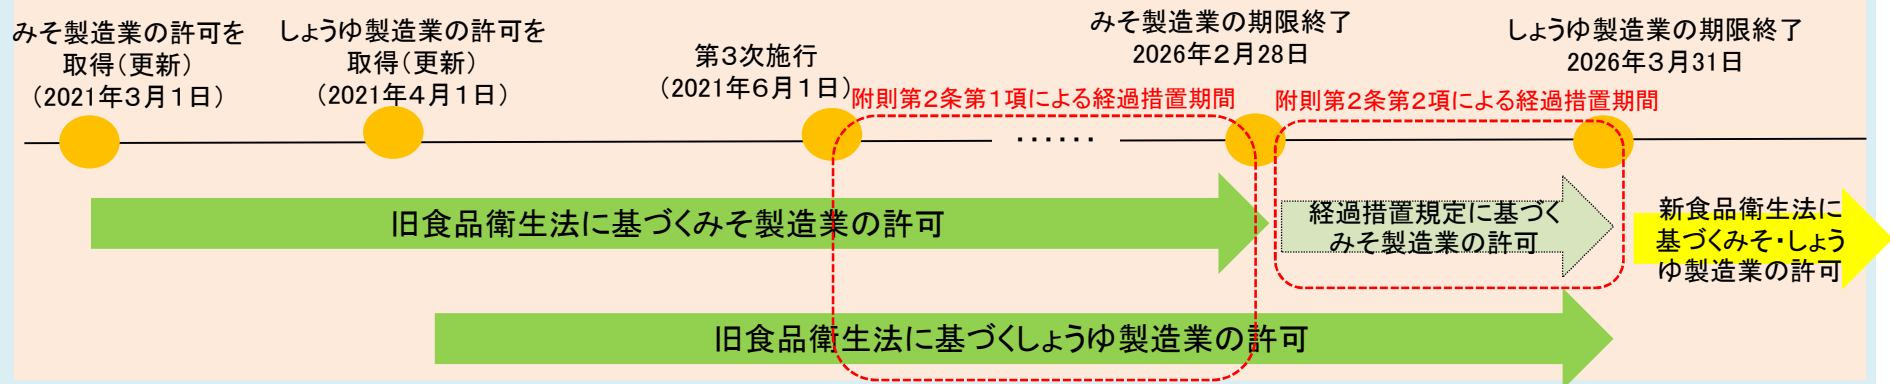 みそ製造業の許可を
取得(更新)
(2021年3月1日)
しょうゆ製造業の許可を
取得(更新)
(2021年4月1日)
第3次施行
(2021年6月1日)
みそ製造業の期限終了
2026年2月28日
しょうゆ製造業の期限終了
2026年3月31日
附則第2条第1項による経過措置期間
附則第2条第2項による経過措置期間
……
旧食品衛生法に基づくみそ製造業の許可
経過措置規定に基づく
みそ製造業の許可
新食品衛生法に
基づくみそ・しょう
ゆ製造業の許可
旧食品衛生法に基づくしょうゆ製造業の許可